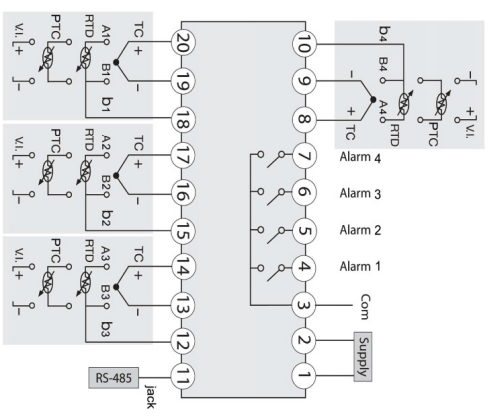 V.I. + −
PTC
RTD A1 B1 b1
TC + −
20
19
18
V.I. + −
PTC
RTD A2 B2 b2
TC + −
17
16
15
V.I. + −
PTC
RTD A3 B3 b3
TC + −
14
13
12
11
RS-485
jack
10
9
8
7
6
5
4
3
2
1
b4
B4 A4 RTD
− + TC
PTC
− + V.I.
Alarm 4
Alarm 3
Alarm 2
Alarm 1
Com
Supply